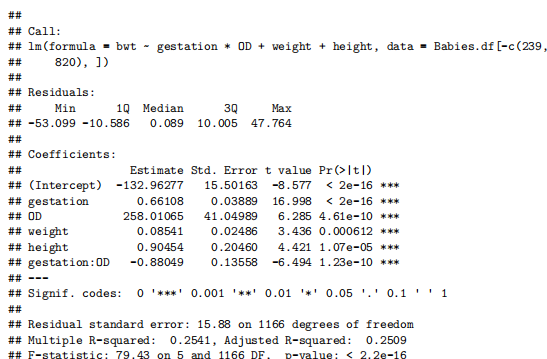 ##
## Call:
## lm(formula = bwt ~ gestation * OD + weight + height, data = Babies.df[-c(239,
##     820), ])
##
## Residuals:
##     Min      1Q  Median      3Q     Max
## -53.099 -10.586   0.089  10.005  47.764
##
## Coefficients:
##                Estimate Std. Error t value Pr(>|t|)
## (Intercept)  -132.96277   15.50163  -8.577  < 2e-16 ***
## gestation       0.66108    0.03889  16.998  < 2e-16 ***
## OD            258.01065   41.04989   6.285 4.61e-10 ***
## weight          0.08541    0.02486   3.436 0.000612 ***
## height          0.90454    0.20460   4.421 1.07e-05 ***
## gestation:OD   -0.88049    0.13558  -6.494 1.23e-10 ***
## ---
## Signif. codes:  0 '***' 0.001 '**' 0.01 '*' 0.05 '.' 0.1 ' ' 1
##
## Residual standard error: 15.88 on 1166 degrees of freedom
## Multiple R-squared:  0.2541, Adjusted R-squared:  0.2509
## F-statistic: 79.43 on 5 and 1166 DF,  p-value: < 2.2e-16